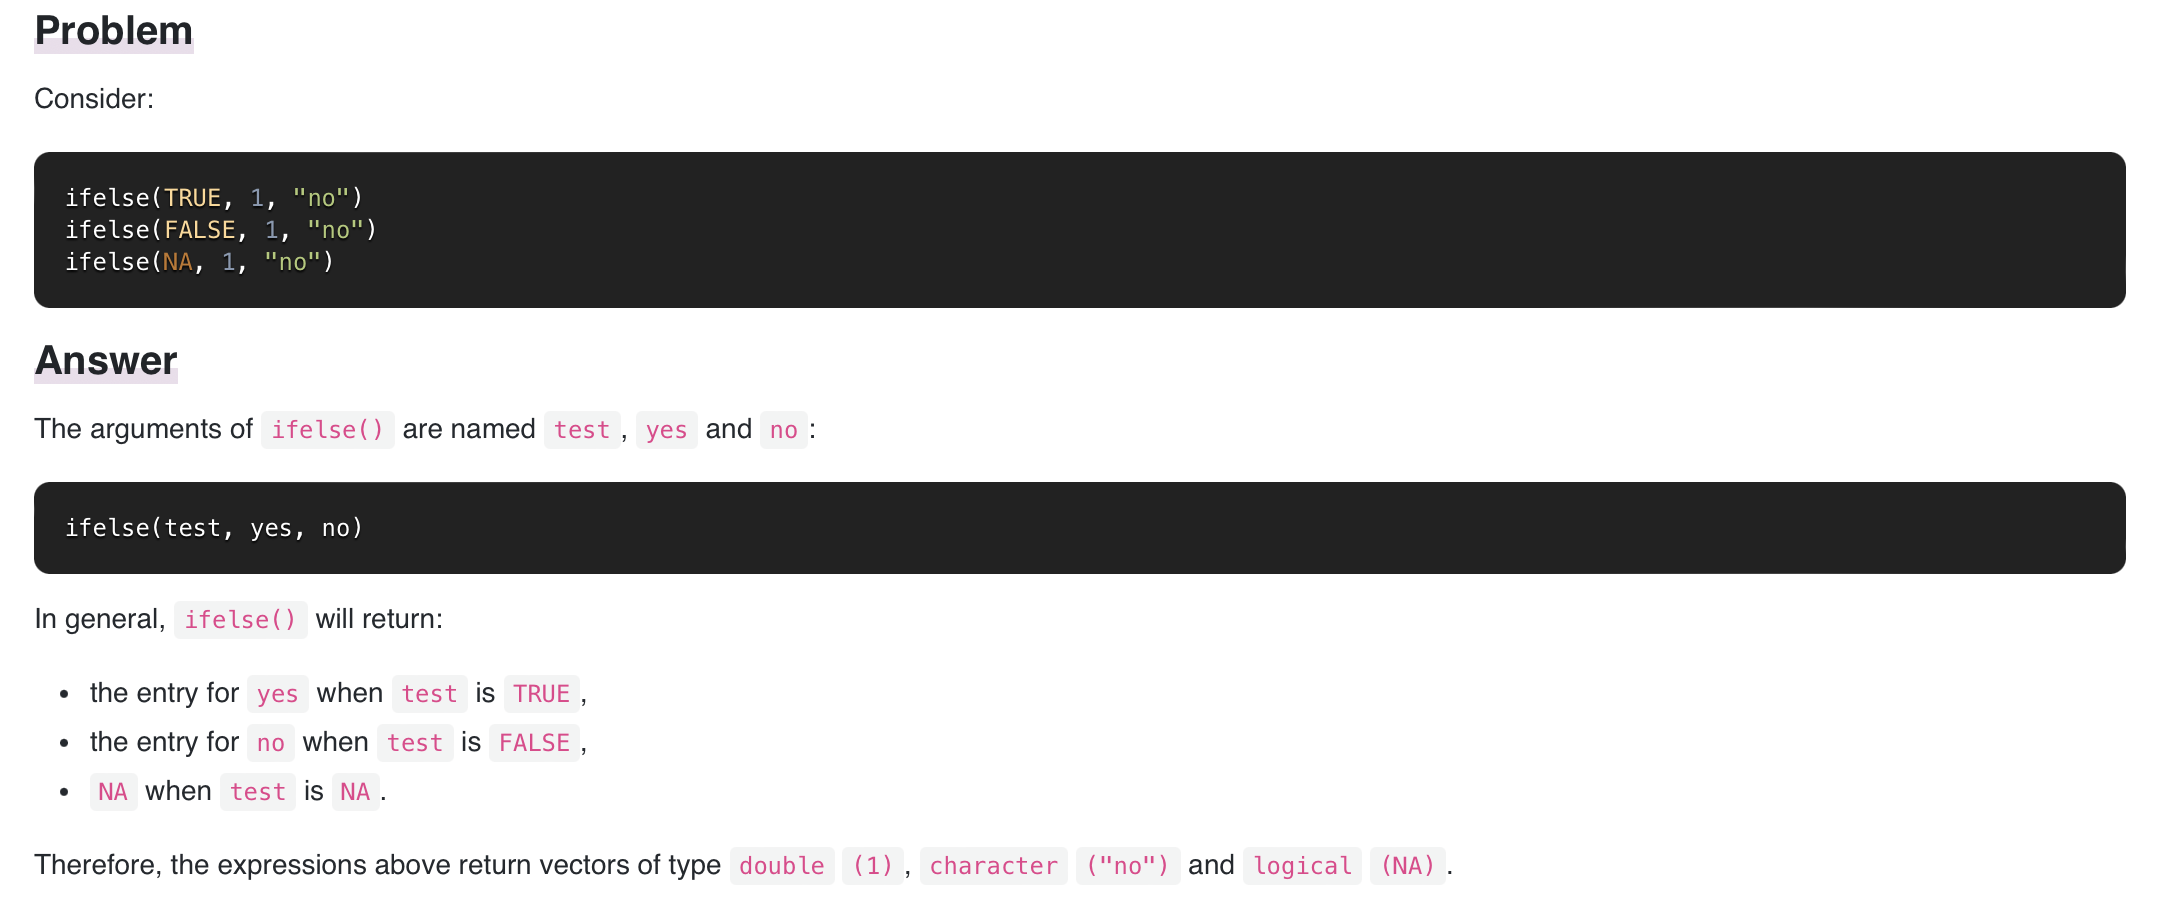 Problem
Consider:
ifelse(TRUE, 1, "no")
ifelse(FALSE, 1, "no")
ifelse(NA, 1, "no")
Answer
The arguments of ifelse() are named test, yes and no:
ifelse(test, yes, no)
In general, ifelse() will return:
• the entry for yes when test is TRUE,
• the entry for no when test is FALSE,
• NA when test is NA.
Therefore, the expressions above return vectors of type double (1), character ("no") and logical (NA).